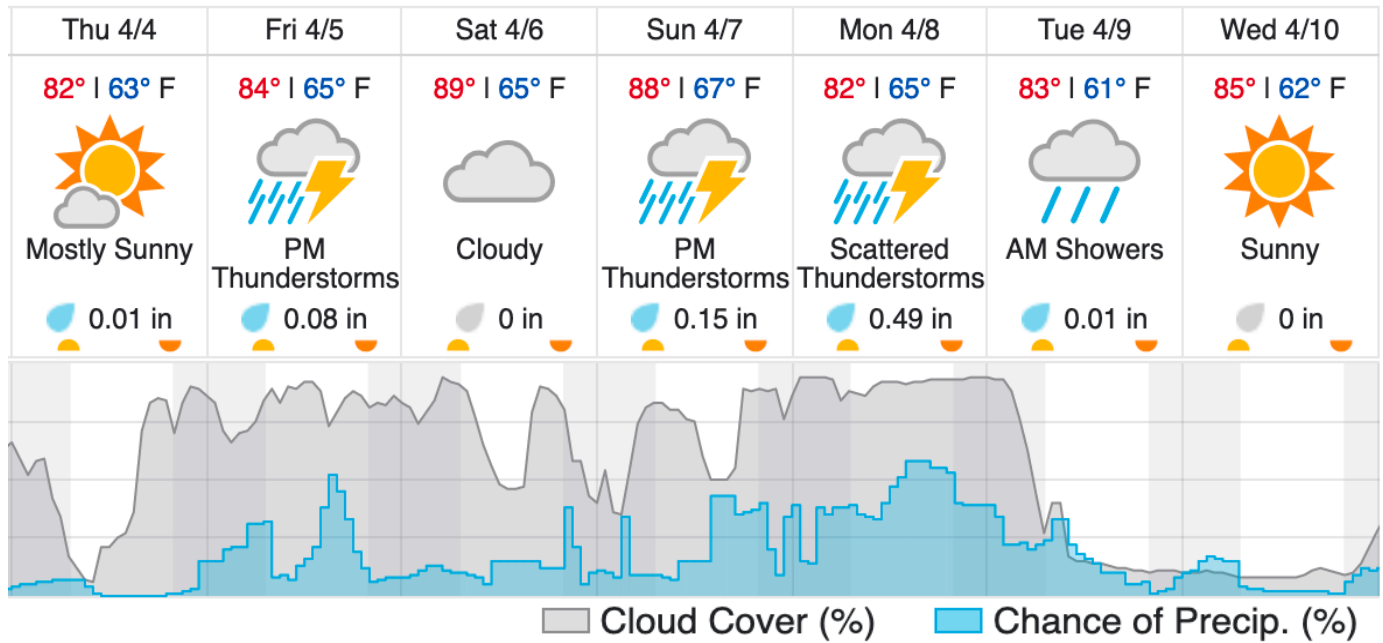 Thu 4/4 Fri 4/5 Sat 4/6 Sun 4/7 Mon 4/8 Tue 4/9 Wed 4/10
82° | 63° F 84° | 65° F 89° | 65° F 88° | 67° F 82° | 65° F 83° | 61° F 85° | 62° F
Mostly Sunny PM Cloudy PM Scattered AM Showers Sunny
Thunderstorms Thunderstorms Thunderstorms
0.01 in 0.08 in 0 in 0.15 in 0.49 in 0.01 in 0 in
Cloud Cover (%) Chance of Precip. (%)